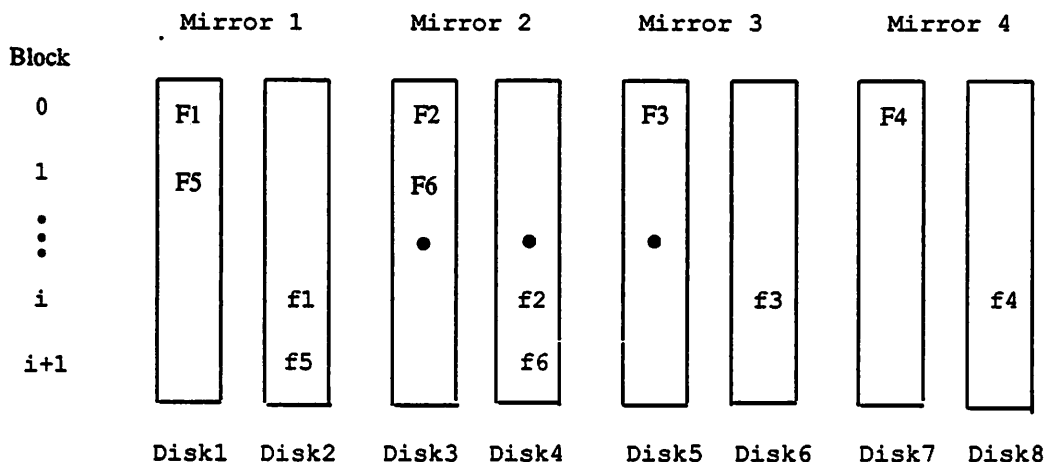 Mirror 1 Mirror 2 Mirror 3 Mirror 4
Block
0 F1 F2 F3 F4
1 F5 F6
i f1 f2 f3 f4
i+1 f5 f6
Disk1 Disk2 Disk3 Disk4 Disk5 Disk6 Disk7 Disk8